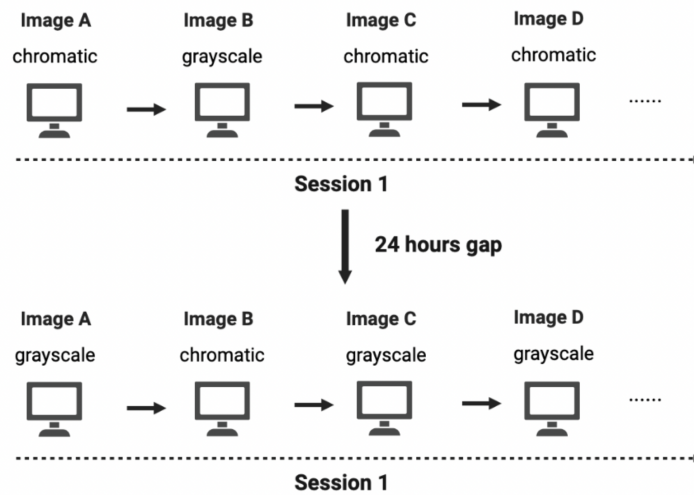 Image A Image B Image C Image D
chromatic grayscale chromatic chromatic
......
Session 1
24 hours gap
Image A Image B Image C Image D
grayscale chromatic grayscale grayscale
......
Session 1